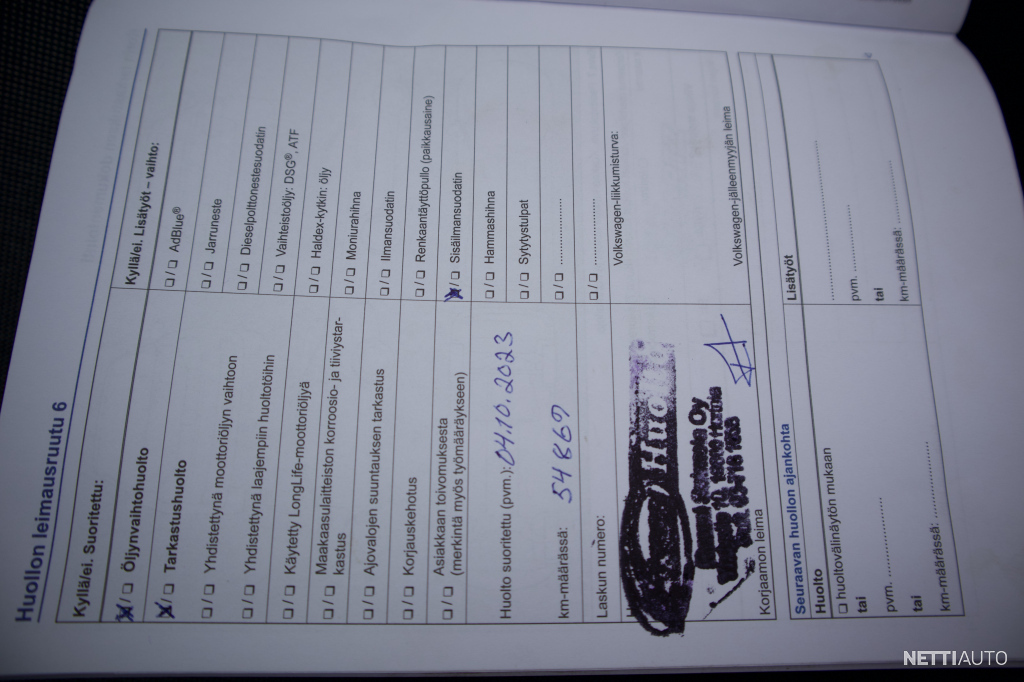 Huollon leimausruutu 6
Kyllä/ei. Suoritettu:
☒ / ☐ Öljynvaihtohuolto
☒ / ☐ Tarkastushuolto
☐ / ☐ Yhdistettynä moottoriöljyn vaihtoon
☐ / ☐ Yhdistettynä laajempiin huoltotöihin
☐ / ☐ Käytetty LongLife-moottoriöljyä
☐ / ☐ Maakaasulaitteiston korroosio- ja tiiviystar-
kastus
☐ / ☐ Ajovalojen suuntauksen tarkastus
☐ / ☐ Korjauskehotus
☐ / ☐ Asiakkaan toivomuksesta
(merkintä myös työmääräykseen)
Kyllä/ei. Lisätyöt – vaihto:
☐ / ☐ AdBlue®
☐ / ☐ Jarruneste
☐ / ☐ Dieselpolttonestesuodatin
☐ / ☐ Vaihteistoöljy: DSG®, ATF
☐ / ☐ Haldex-kytkin: öljy
☐ / ☐ Moniurahihna
☐ / ☐ Ilmansuodatin
☐ / ☐ Renkaantäyttöpullo (paikkausaine)
☒ / ☐ Sisäilmansuodatin
☐ / ☐ Hammashihna
☐ / ☐ Sytytystulpat
☐ / ☐ ....................
☐ / ☐ ....................
Huolto suoritettu (pvm.): 04.10.2023
km-määrässä: 54869
Laskun numero:
Huolto
Oy
Korjaamon leima
Volkswagen-liikkumisturva:
Volkswagen-jälleenmyyjän leima
Seuraavan huollon ajankohta
Huolto
☐ huoltovälinäytön mukaan
tai
pvm. ....................
tai
km-määrässä: ....................
Lisätyöt
....................
pvm. ....................
tai
km-määrässä: ....................
NETTIAUTO